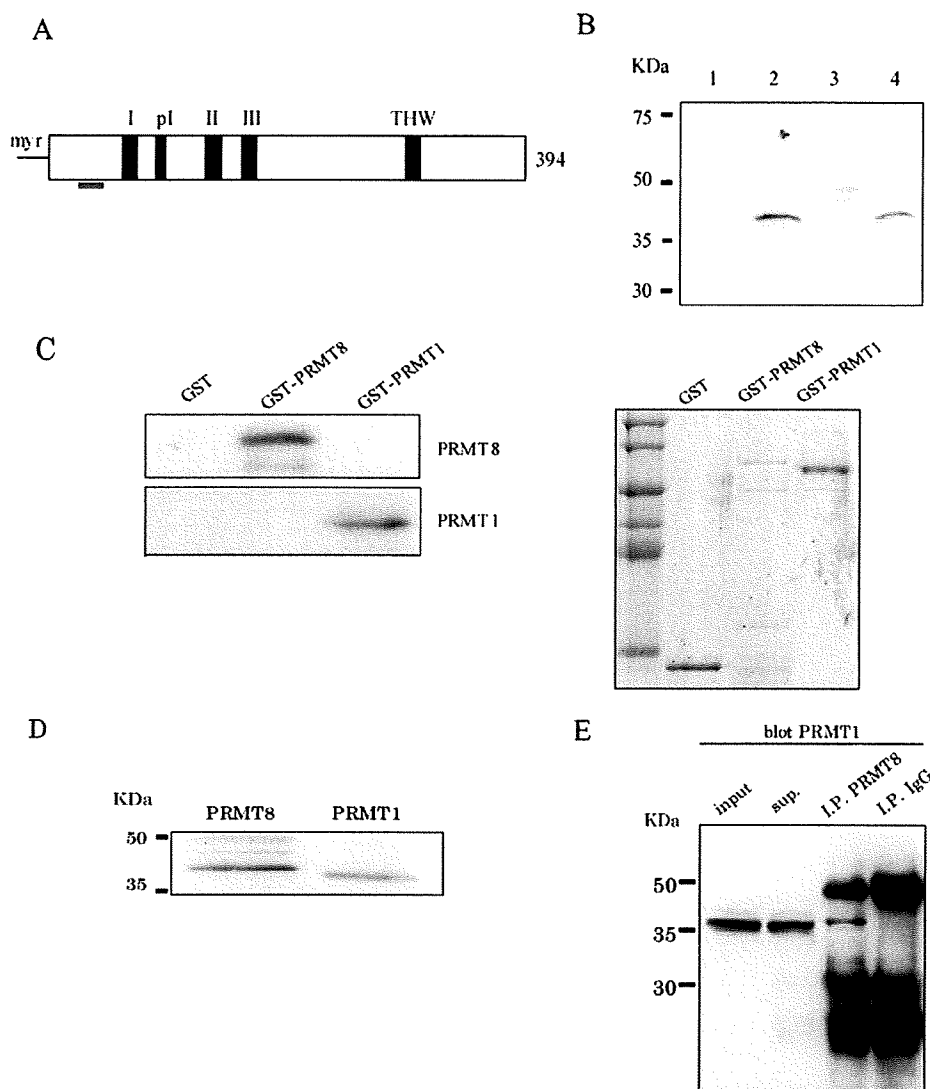 A
I pI II III THW
myr
394
B
KDa
1 2 3 4
75
50
35
30
C
GST
GST-PRMT8
GST-PRMT1
PRMT8
PRMT1
GST
GST-PRMT8
GST-PRMT1
D
KDa
PRMT8 PRMT1
50
35
E
blot PRMT1
input
sup.
I.P. PRMT8
I.P. IgG
KDa
50
35
30